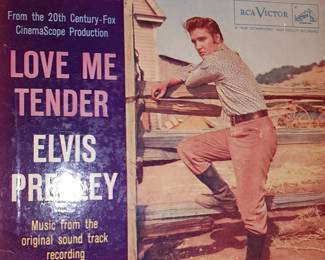 From the 20th Century-Fox
CinemaScope Production
LOVE ME
TENDER
ELVIS
PRESLEY
Music from the
original sound track
recording
RCA VICTOR